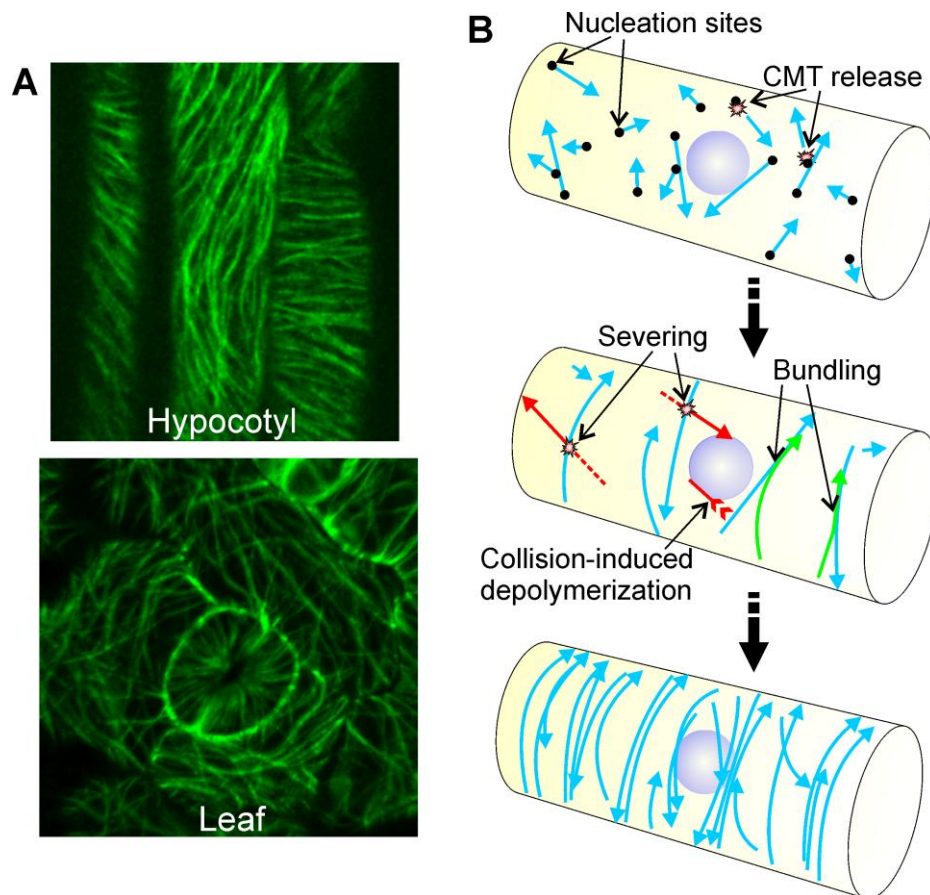 A
Hypocotyl
Leaf
B
Nucleation sites
CMT release
Severing
Bundling
Collision-induced
depolymerization